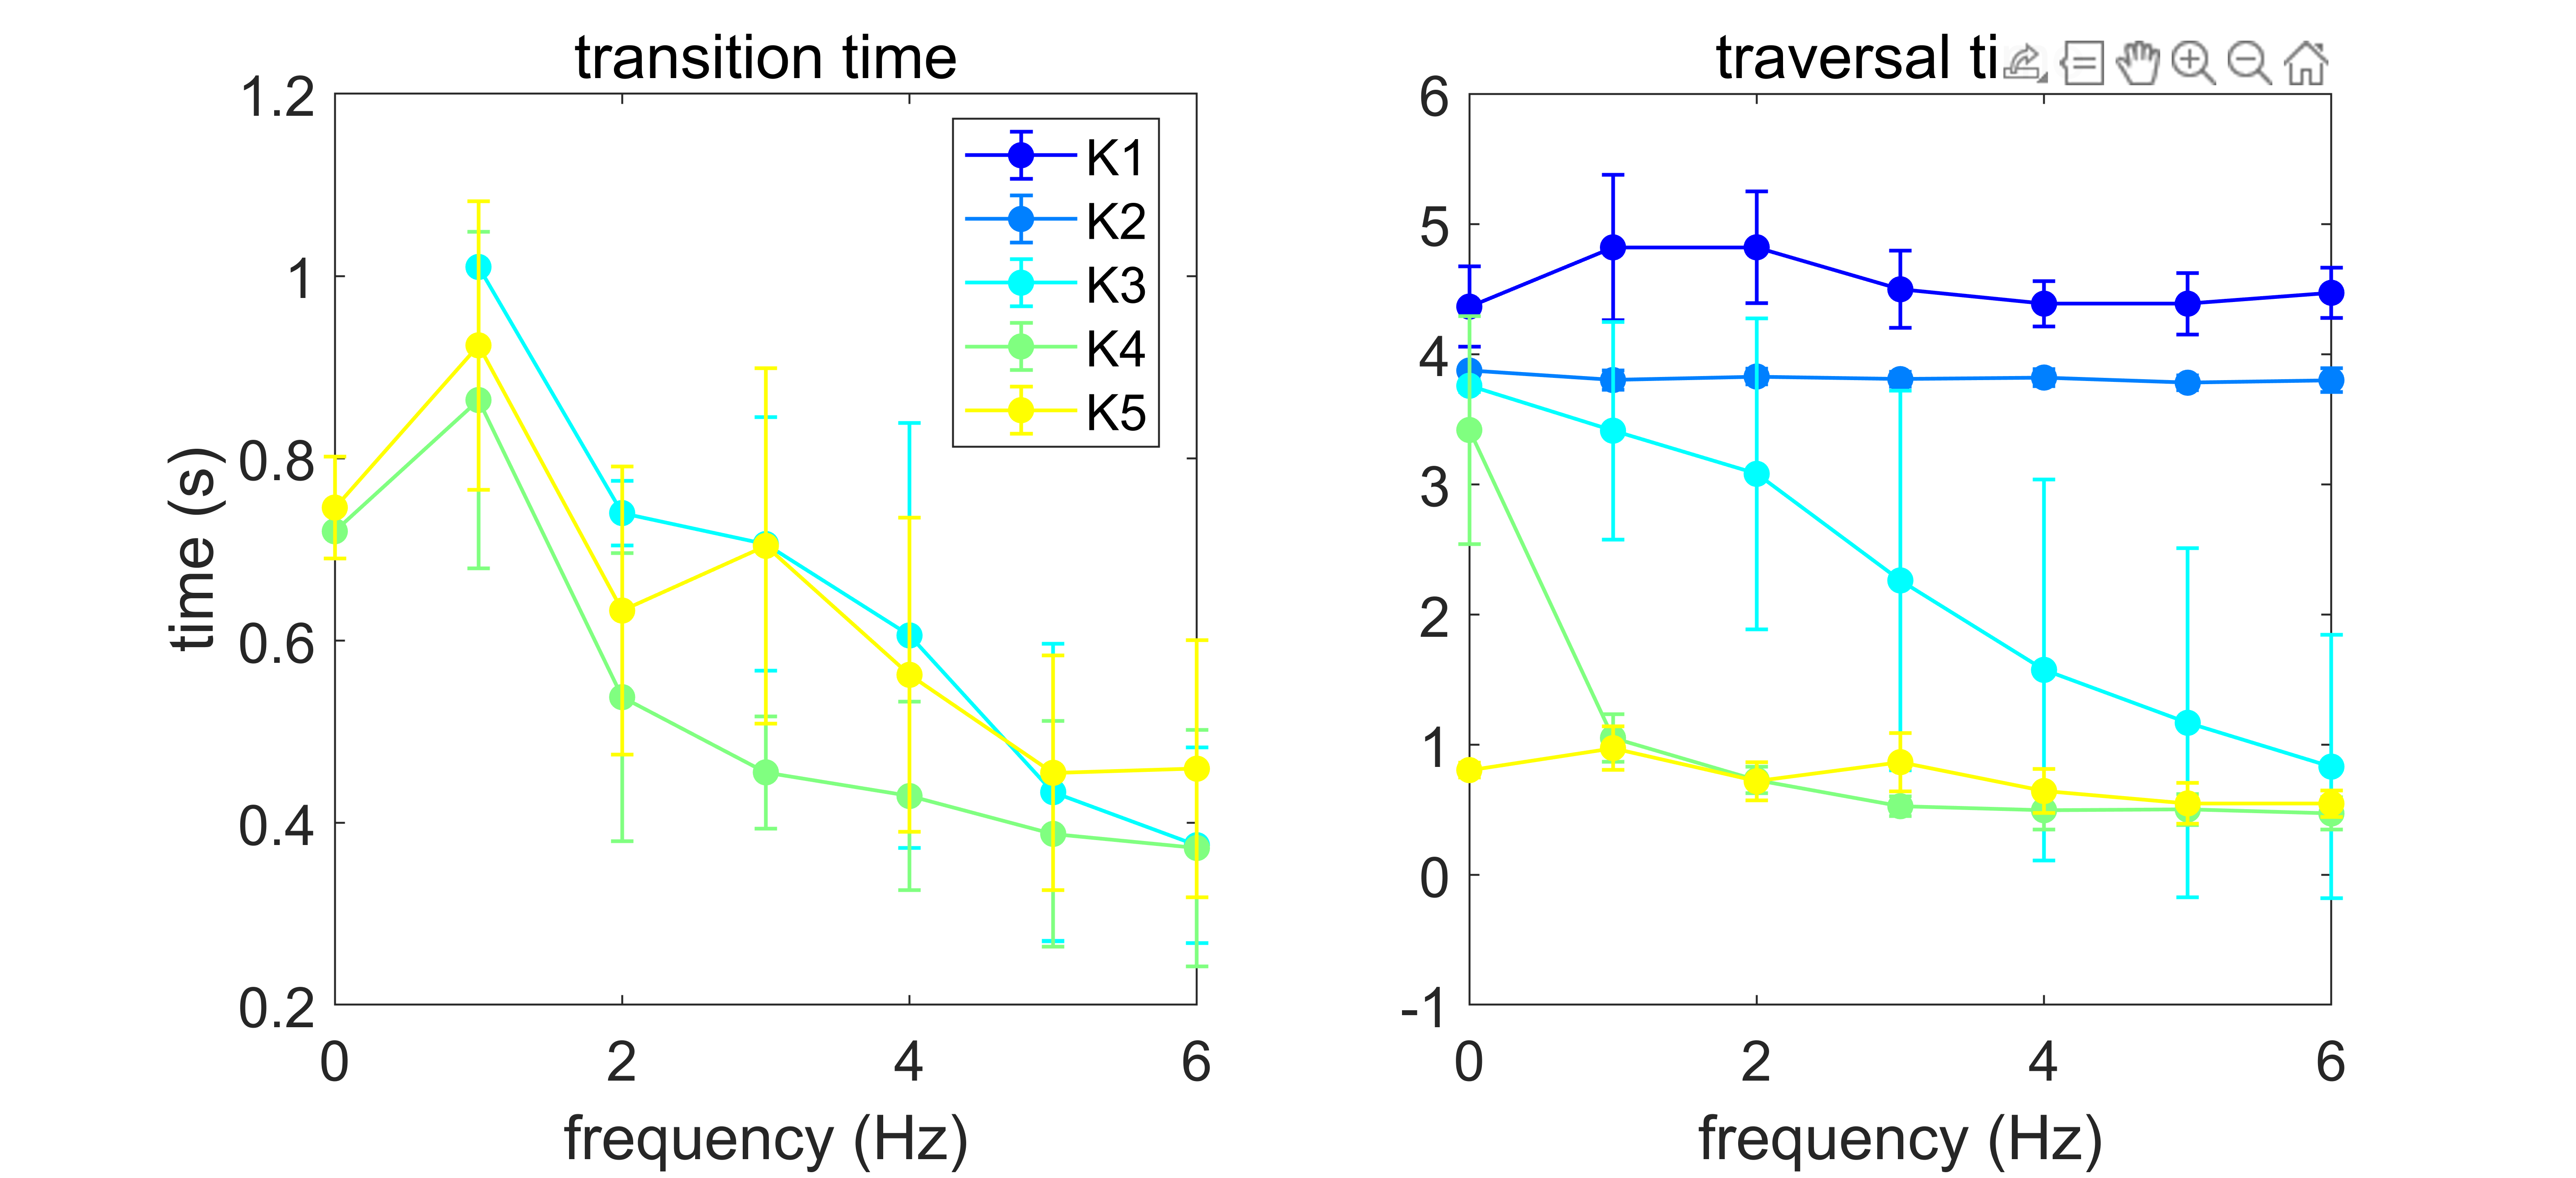 transition time
1.2
1
0.8
0.6
0.4
0.2
time (s)
0
2
4
6
frequency (Hz)
K1
K2
K3
K4
K5
traversal ti
6
5
4
3
2
1
0
-1
0
2
4
6
frequency (Hz)